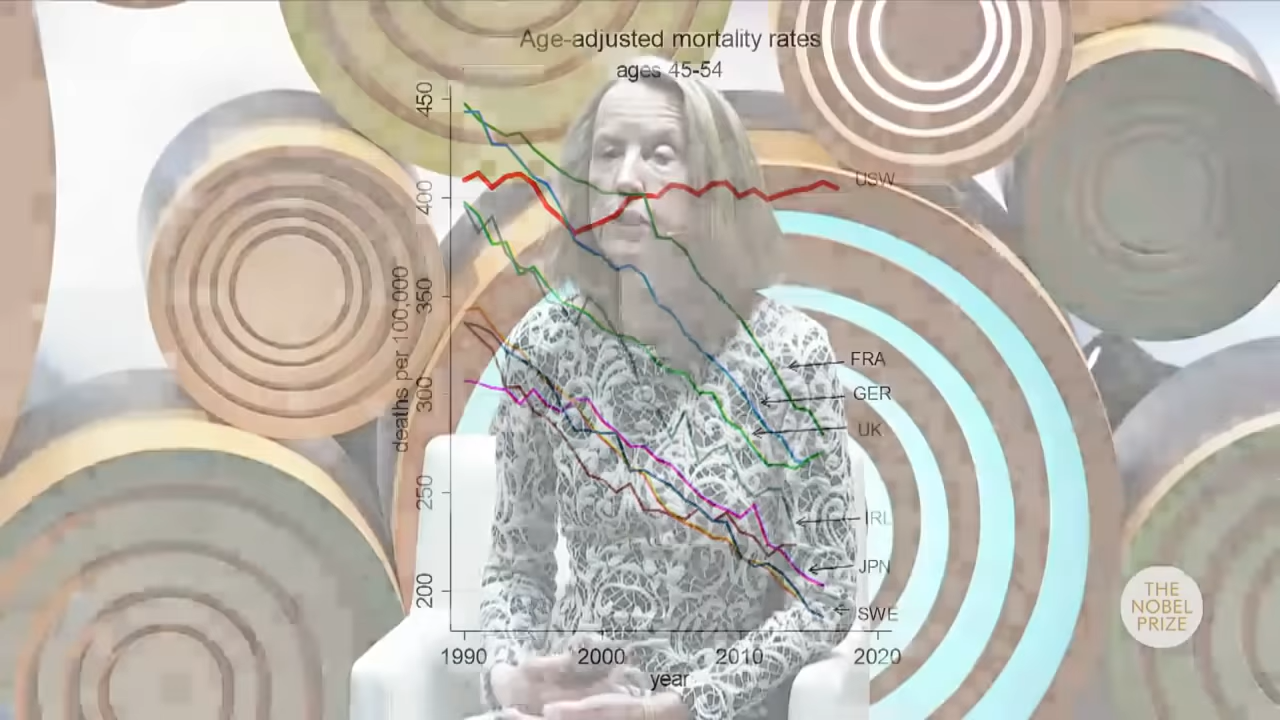 Age-adjusted mortality rates
ages 45-54
450
400
350
300
250
200
deaths per 100,000
USW
FRA
GER
UK
IRL
JPN
SWE
1990
2000
2010
2020
year
THE
NOBEL
PRIZE